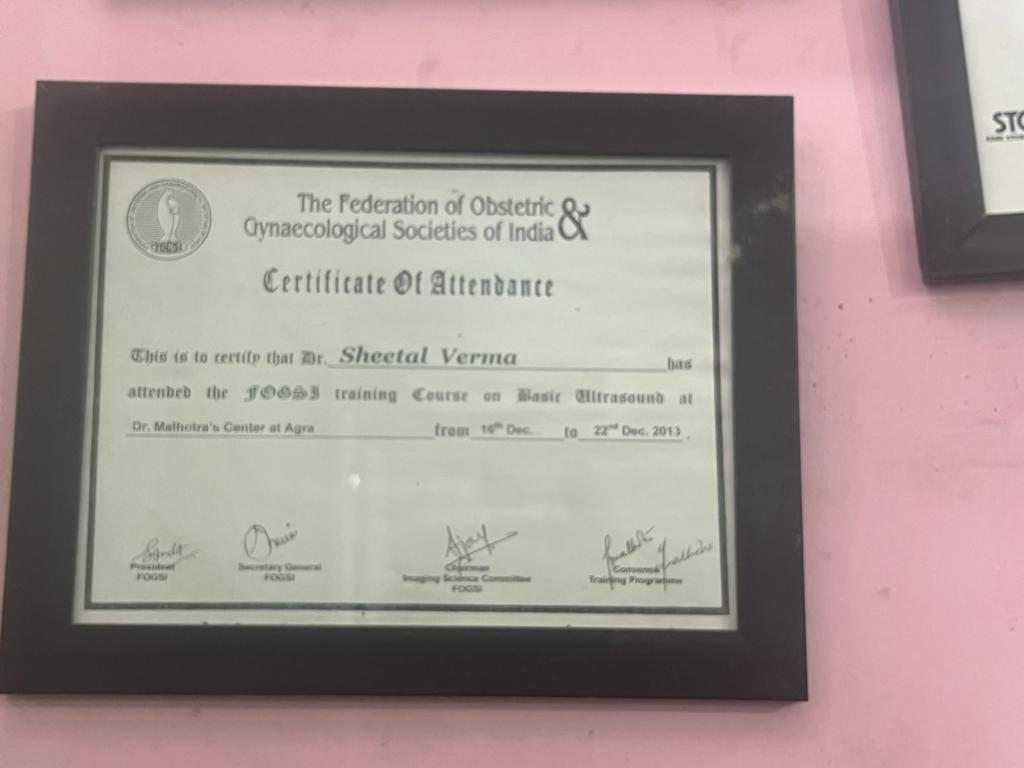 The Federation of Obstetric &
Gynaecological Societies of India
FOGSI
Certificate Of Attendance
This is to certify that Dr. Sheetal Verma has
attended the FOGSI training Course on Basic Ultrasound at
Dr. Malhotra's Center at Agra from 16th Dec. to 22nd Dec. 2013.
President
FOGSI
Secretary General
FOGSI
Ajay
Chairman
Imaging Science Committee
FOGSI
Convenor
Training Programme
STO